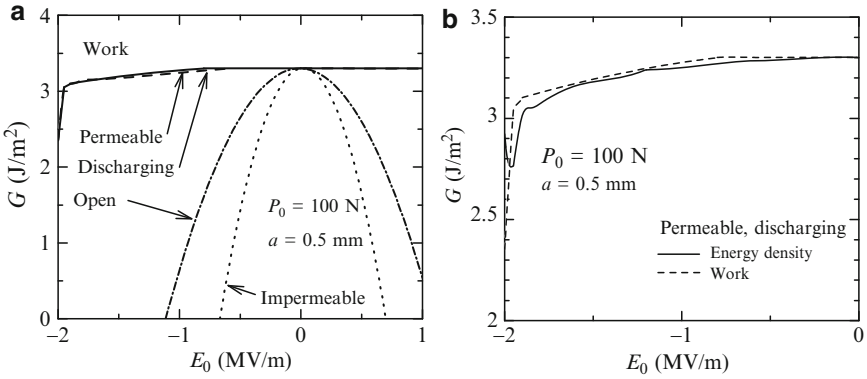 a
Work
Permeable
Discharging
Open
P₀ = 100 N
a = 0.5 mm
Impermeable
G (J/m²)
4
3
2
1
0
−2
−1
0
1
E₀ (MV/m)
b
P₀ = 100 N
a = 0.5 mm
Permeable, discharging
Energy density
Work
G (J/m²)
3.5
3
2.5
2
−2
−1
0
E₀ (MV/m)